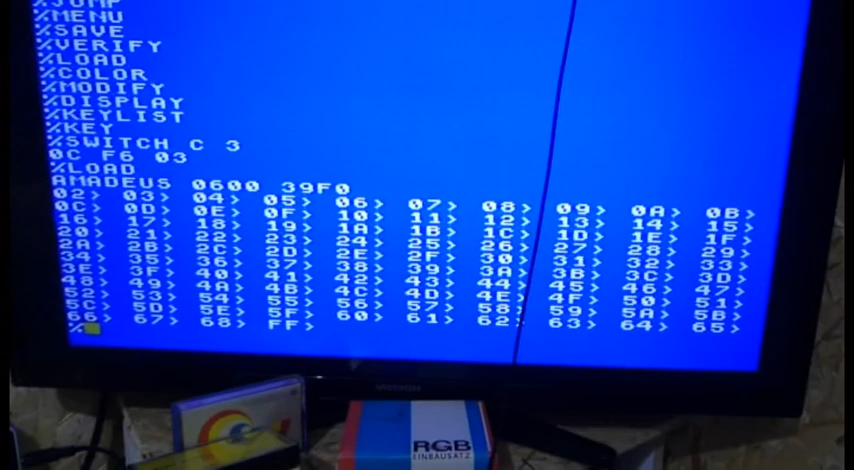 %JUMP
%MENU
%SAVE
%VERIFY
%LOAD
%COLOR
%MODIFY
%DISPLAY
%KEYLIST
%KEY
%SWITCH C 3
0C F6 03
%LOAD
AMADEUS 0600 39F0
02> 03> 04> 05> 06> 07> 08> 09> 0A> 0B>
0C> 0D> 0E> 0F> 10> 11> 12> 13> 14> 15>
16> 17> 18> 19> 1A> 1B> 1C> 1D> 1E> 1F>
20> 21> 22> 23> 24> 25> 26> 27> 28> 29>
2A> 2B> 2C> 2D> 2E> 2F> 30> 31> 32> 33>
34> 35> 36> 37> 38> 39> 3A> 3B> 3C> 3D>
3E> 3F> 40> 41> 42> 43> 44> 45> 46> 47>
48> 49> 4A> 4B> 4C> 4D> 4E> 4F> 50> 51>
52> 53> 54> 55> 56> 57> 58> 59> 5A> 5B>
5C> 5D> 5E> 5F> 60> 61> 62> 63> 64> 65>
66> 67> 68> FF>
%
RGB
EINBAUSATZ